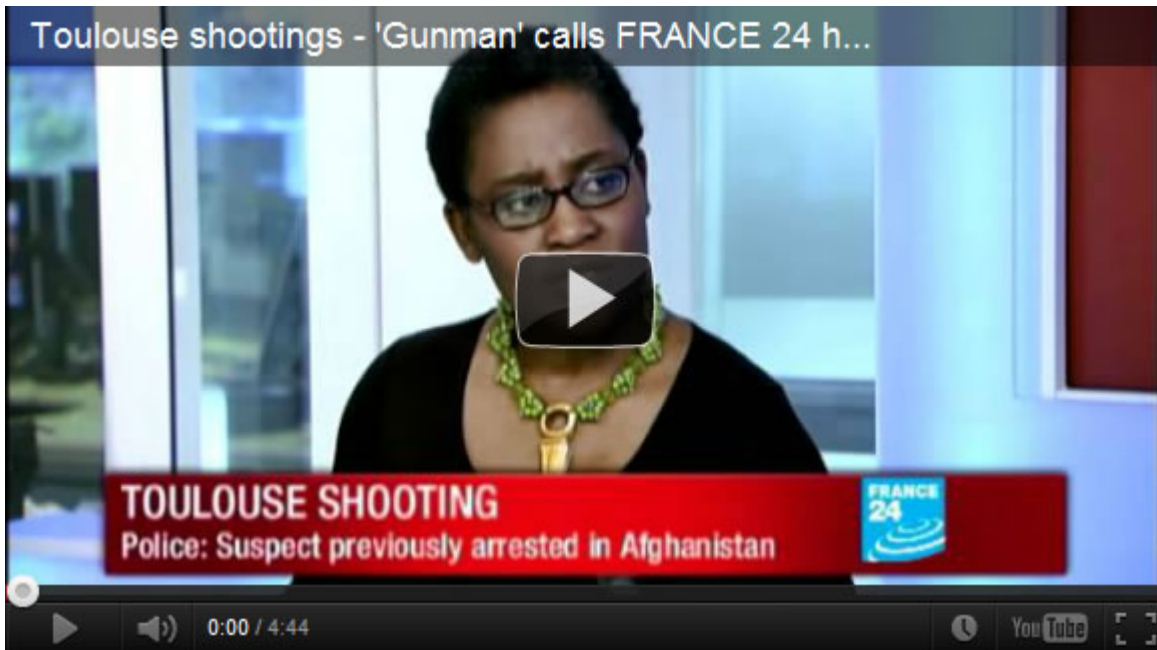 Toulouse shootings - 'Gunman' calls FRANCE 24 h...
TOULOUSE SHOOTING
Police: Suspect previously arrested in Afghanistan
FRANCE
24
0:00 / 4:44
YouTube